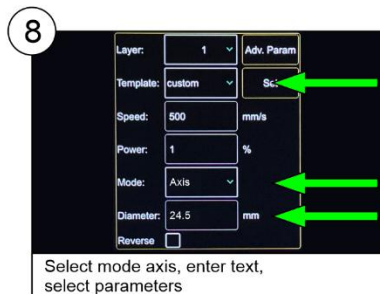 8
Layer: 1 Adv. Param
Template: custom
Speed: 500 mm/s
Power: 1 %
Mode: Axis
Diameter: 24.5 mm
Reverse
Select mode axis, enter text,
select parameters